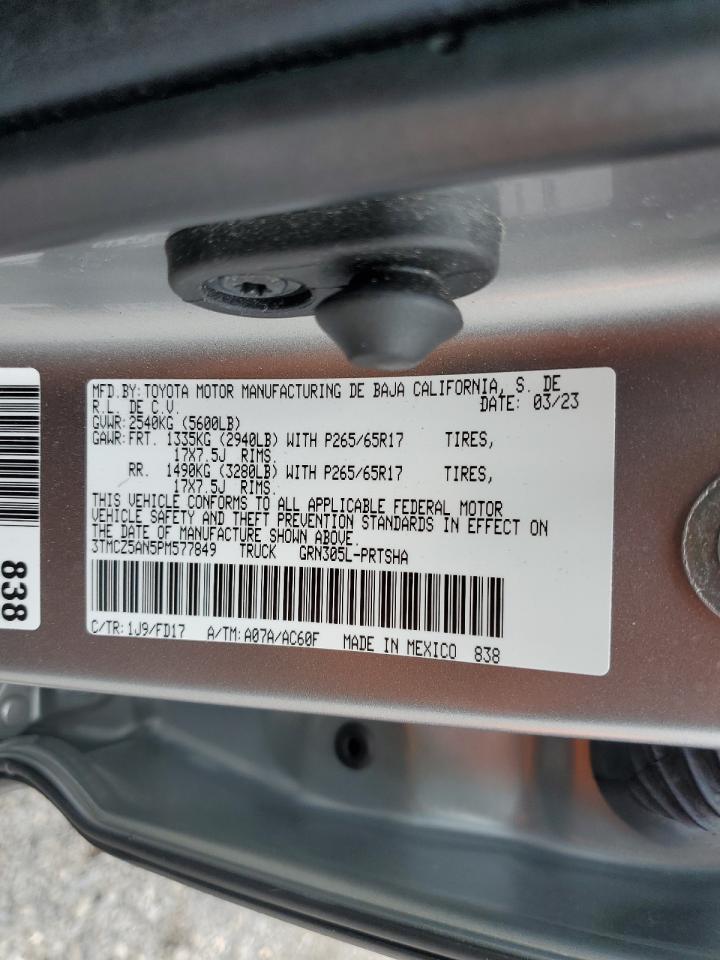 MFD.BY:TOYOTA MOTOR MANUFACTURING DE BAJA CALIFORNIA, S. DE
R.L. DE C.V. DATE: 03/23
GVWR:2540KG (5600LB)
GAWR:FRT. 1335KG (2940LB) WITH P265/65R17 TIRES,
17X7.5J RIMS.
RR. 1490KG (3280LB) WITH P265/65R17 TIRES,
17X7.5J RIMS.
THIS VEHICLE CONFORMS TO ALL APPLICABLE FEDERAL MOTOR
VEHICLE SAFETY AND THEFT PREVENTION STANDARDS IN EFFECT ON
THE DATE OF MANUFACTURE SHOWN ABOVE.
3TMCZ5AN5PM577849 TRUCK GRN305L-PRTSHA
C/TR:1J9/FD17 A/TM:A07A/AC60F MADE IN MEXICO 838
838